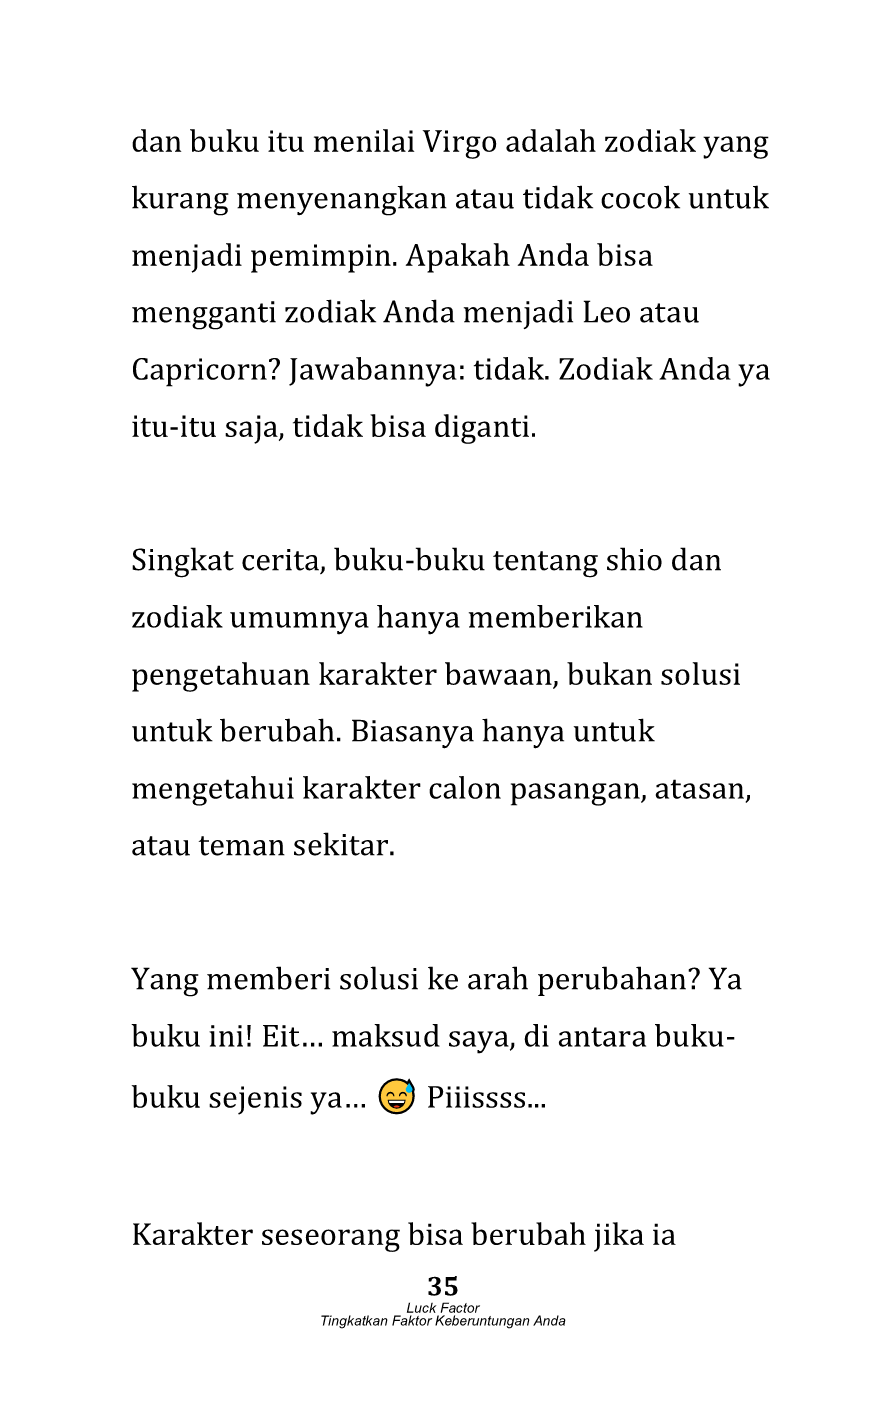 dan buku itu menilai Virgo adalah zodiak yang
kurang menyenangkan atau tidak cocok untuk
menjadi pemimpin. Apakah Anda bisa
mengganti zodiak Anda menjadi Leo atau
Capricorn? Jawabannya: tidak. Zodiak Anda ya
itu-itu saja, tidak bisa diganti.
Singkat cerita, buku-buku tentang shio dan
zodiak umumnya hanya memberikan
pengetahuan karakter bawaan, bukan solusi
untuk berubah. Biasanya hanya untuk
mengetahui karakter calon pasangan, atasan,
atau teman sekitar.
Yang memberi solusi ke arah perubahan? Ya
buku ini! Eit… maksud saya, di antara buku-
buku sejenis ya… 😅 Piiissss...
Karakter seseorang bisa berubah jika ia
35
Luck Factor
Tingkatkan Faktor Keberuntungan Anda